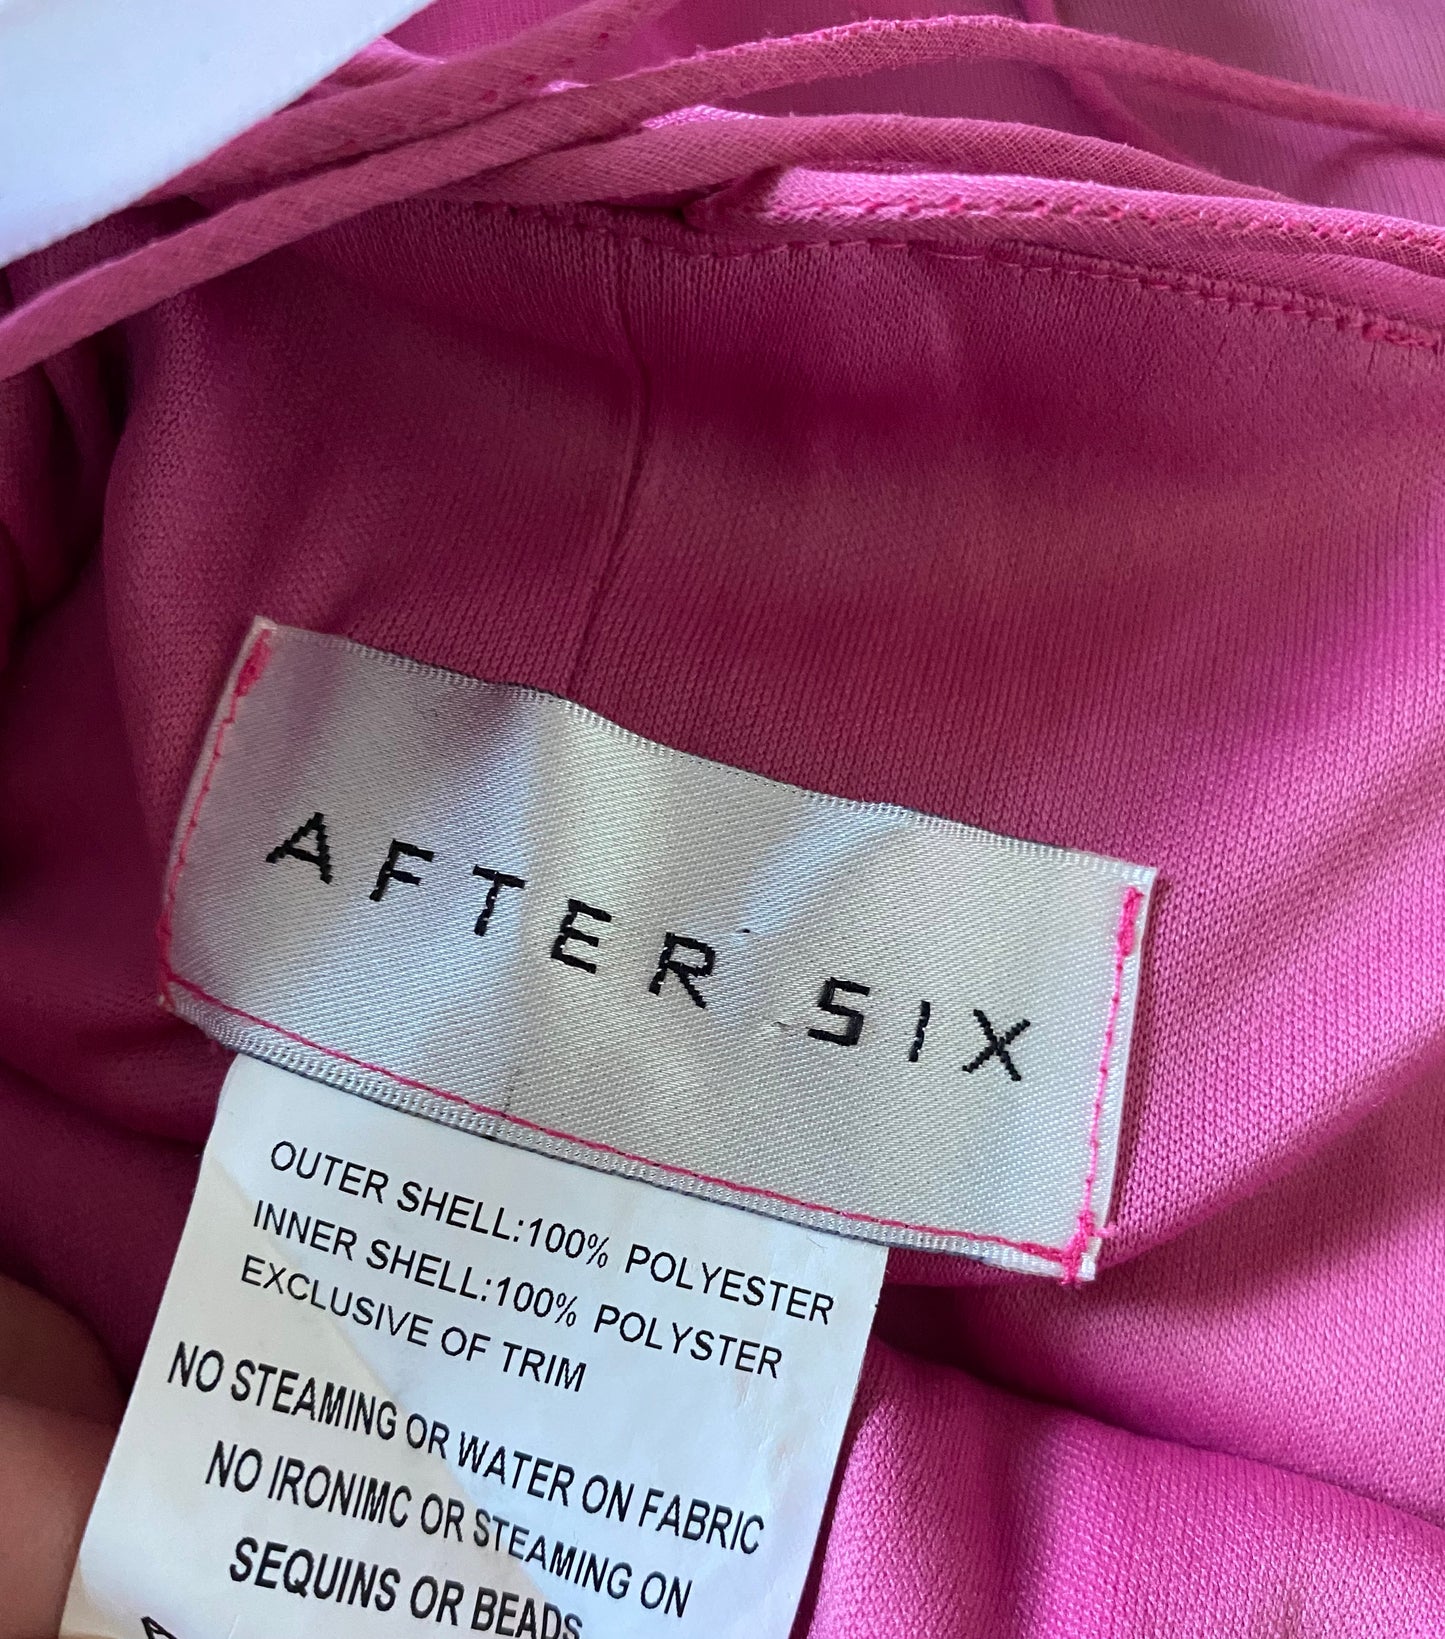 AFTER SIX
OUTER SHELL:100% POLYESTER
INNER SHELL:100% POLYSTER
EXCLUSIVE OF TRIM
NO STEAMING OR WATER ON FABRIC
NO IRONIMC OR STEAMING ON
SEQUINS OR BEADS